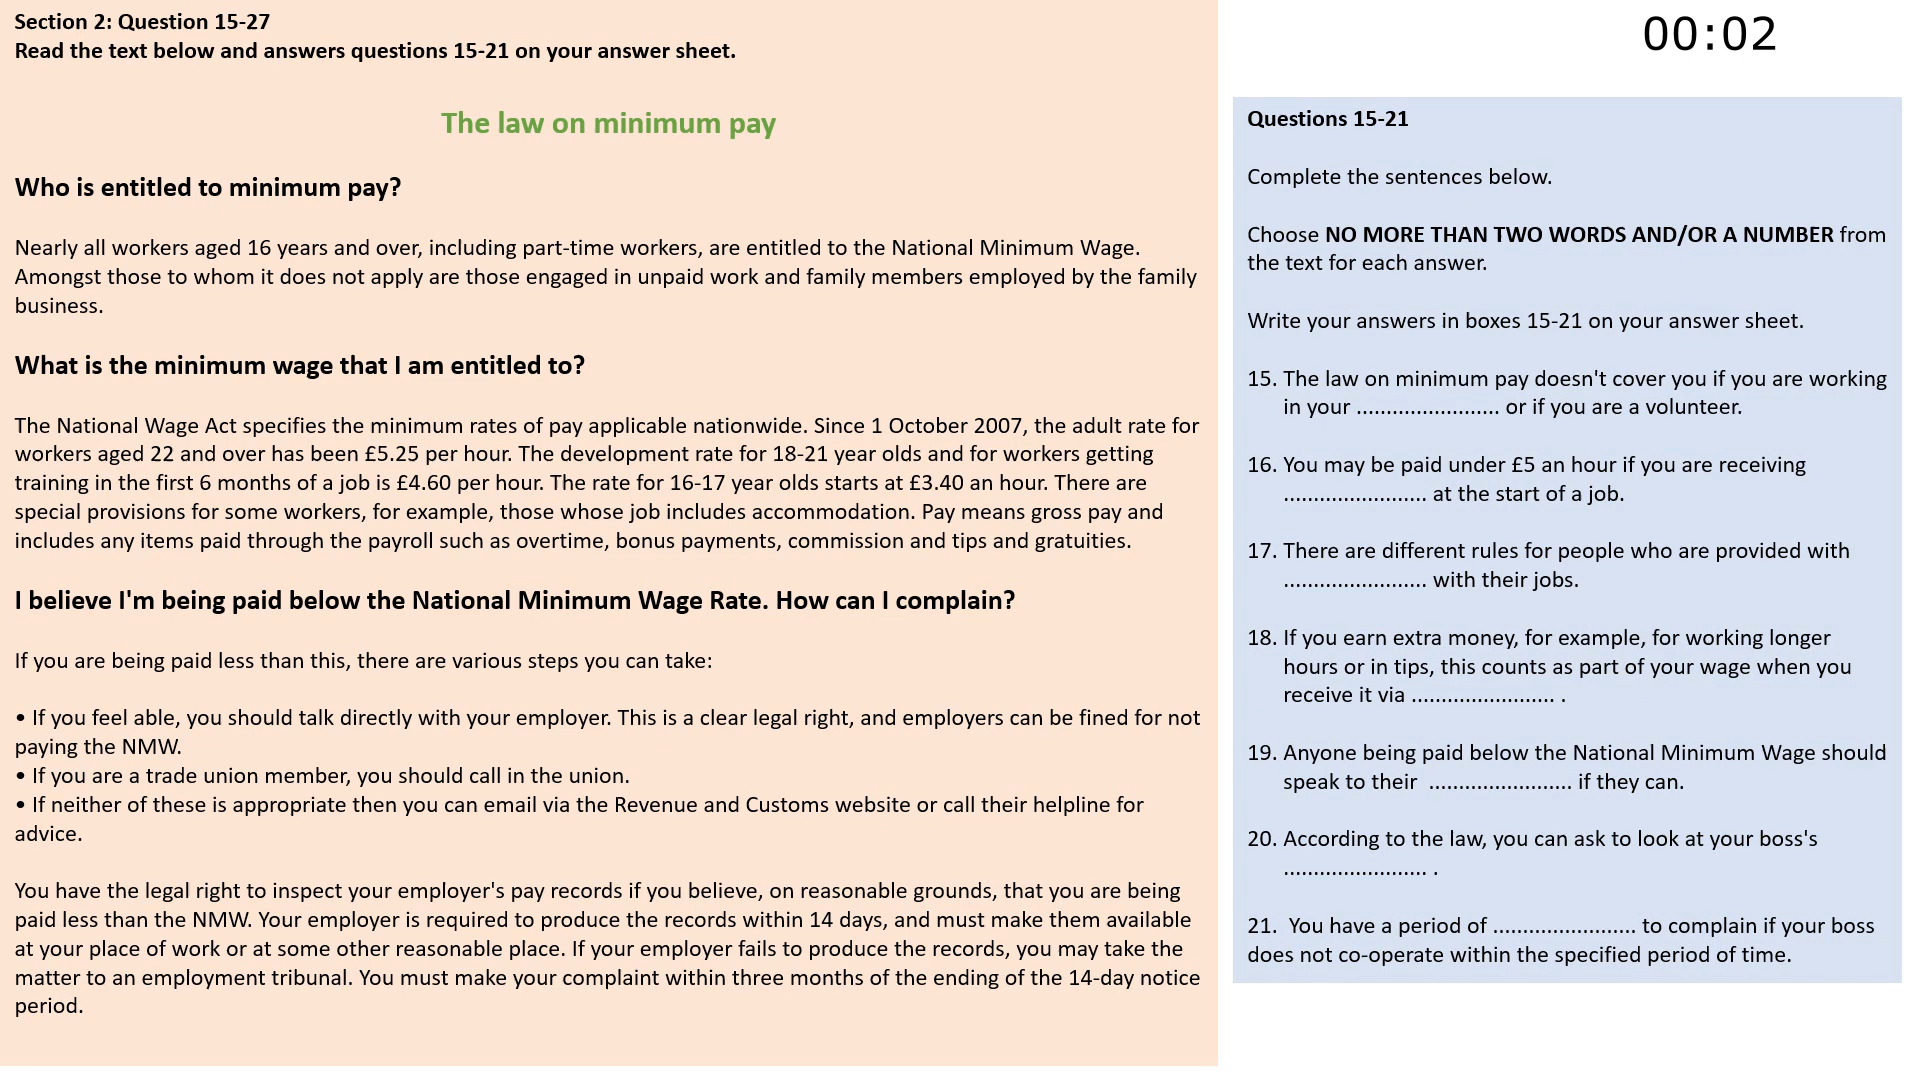 Section 2: Question 15-27
Read the text below and answers questions 15-21 on your answer sheet.
The law on minimum pay
Who is entitled to minimum pay?
Nearly all workers aged 16 years and over, including part-time workers, are entitled to the National Minimum Wage.
Amongst those to whom it does not apply are those engaged in unpaid work and family members employed by the family
business.
What is the minimum wage that I am entitled to?
The National Wage Act specifies the minimum rates of pay applicable nationwide. Since 1 October 2007, the adult rate for
workers aged 22 and over has been £5.25 per hour. The development rate for 18-21 year olds and for workers getting
training in the first 6 months of a job is £4.60 per hour. The rate for 16-17 year olds starts at £3.40 an hour. There are
special provisions for some workers, for example, those whose job includes accommodation. Pay means gross pay and
includes any items paid through the payroll such as overtime, bonus payments, commission and tips and gratuities.
I believe I'm being paid below the National Minimum Wage Rate. How can I complain?
If you are being paid less than this, there are various steps you can take:
• If you feel able, you should talk directly with your employer. This is a clear legal right, and employers can be fined for not
paying the NMW.
• If you are a trade union member, you should call in the union.
• If neither of these is appropriate then you can email via the Revenue and Customs website or call their helpline for
advice.
You have the legal right to inspect your employer's pay records if you believe, on reasonable grounds, that you are being
paid less than the NMW. Your employer is required to produce the records within 14 days, and must make them available
at your place of work or at some other reasonable place. If your employer fails to produce the records, you may take the
matter to an employment tribunal. You must make your complaint within three months of the ending of the 14-day notice
period.
00:02
Questions 15-21
Complete the sentences below.
Choose NO MORE THAN TWO WORDS AND/OR A NUMBER from
the text for each answer.
Write your answers in boxes 15-21 on your answer sheet.
15. The law on minimum pay doesn't cover you if you are working
in your ........................ or if you are a volunteer.
16. You may be paid under £5 an hour if you are receiving
........................ at the start of a job.
17. There are different rules for people who are provided with
........................ with their jobs.
18. If you earn extra money, for example, for working longer
hours or in tips, this counts as part of your wage when you
receive it via ........................ .
19. Anyone being paid below the National Minimum Wage should
speak to their ........................ if they can.
20. According to the law, you can ask to look at your boss's
........................ .
21. You have a period of ........................ to complain if your boss
does not co-operate within the specified period of time.